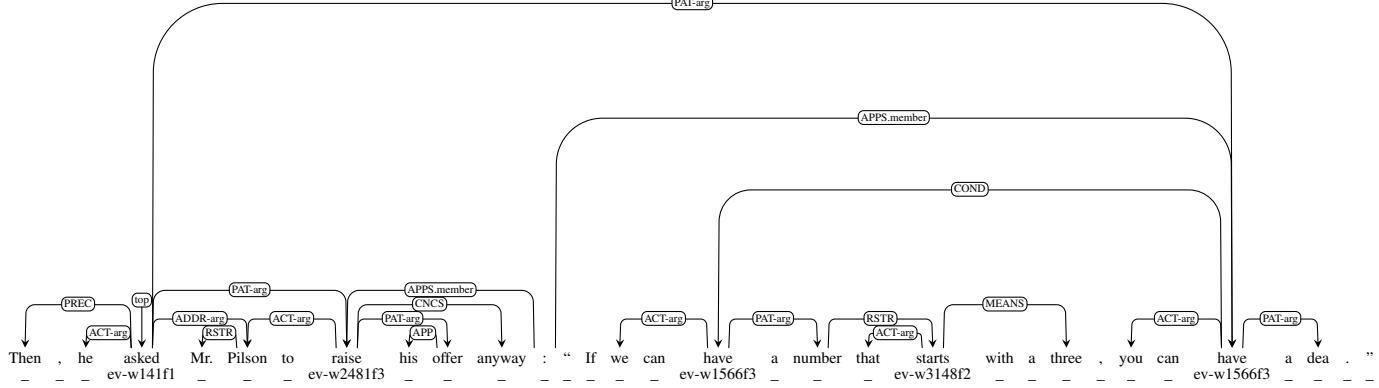 PAT-arg
APPS.member
COND
PAT-arg APPS.member
PREC top CNCS MEANS
ADDR-arg ACT-arg PAT-arg ACT-arg PAT-arg RSTR ACT-arg PAT-arg
ACT-arg RSTR APP ACT-arg
Then , he asked Mr. Pilson to raise his offer anyway : “ If we can have a number that starts with a three , you can have a dea . ”
_ _ _ ev-w141f1 _ _ _ ev-w2481f3 _ _ _ _ _ _ _ _ ev-w1566f3 _ _ _ ev-w3148f2 _ _ _ _ _ _ ev-w1566f3 _ _ _ _